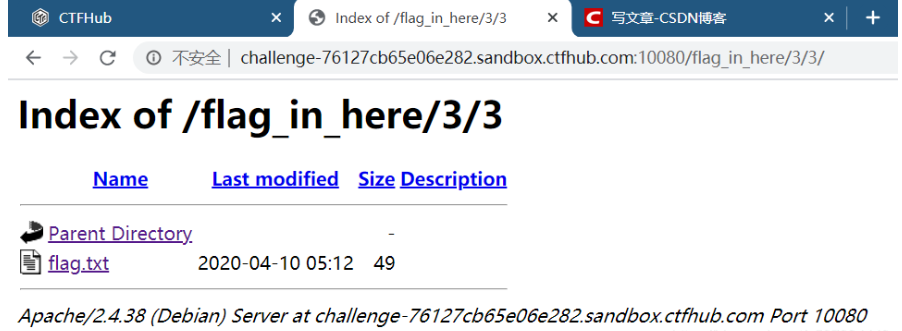 CTFHub
Index of /flag_in_here/3/3
写文章-CSDN博客
不安全 | challenge-76127cb65e06e282.sandbox.ctfhub.com:10080/flag_in_here/3/3/
Index of /flag_in_here/3/3
Name Last modified Size Description
Parent Directory -
flag.txt 2020-04-10 05:12 49
Apache/2.4.38 (Debian) Server at challenge-76127cb65e06e282.sandbox.ctfhub.com Port 10080